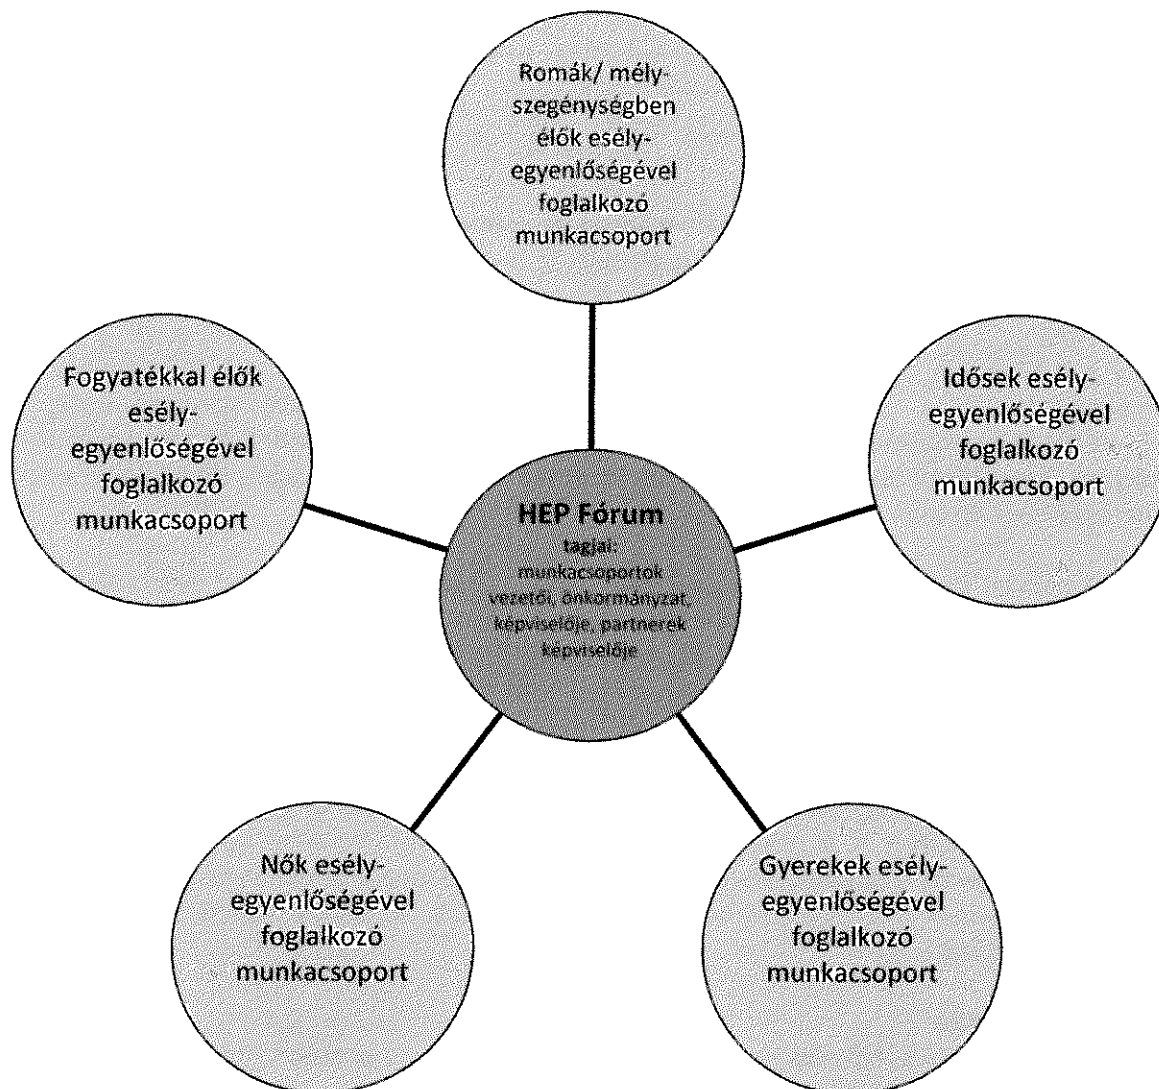 Romák/ mély-
szegénységben
élők esély-
egyenlőségével
foglalkozó
munkacsoport
Fogyatékkal élők
esély-
egyenlőségével
foglalkozó
munkacsoport
Idősek esély-
egyenlőségével
foglalkozó
munkacsoport
HEP Fórum
tagjai:
munkacsoportok
vezetői, önkormányzat,
képviselője, partnerek
képviselője
Nők esély-
egyenlőségével
foglalkozó
munkacsoport
Gyerekek esély-
egyenlőségével
foglalkozó
munkacsoport